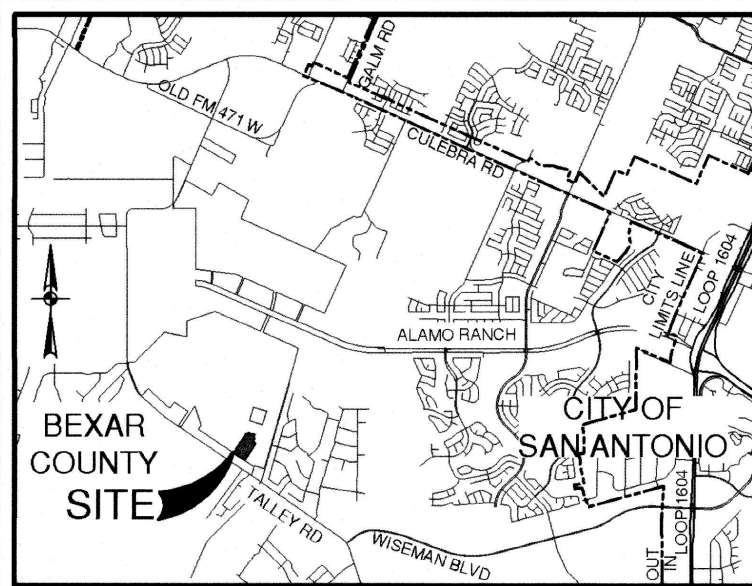 GALM RD
OLD FM 471 W
CULEBRA RD
CITY
LIMITS LINE
LOOP 1604
ALAMO RANCH
BEXAR
COUNTY
SITE
CITY OF
SAN ANTONIO
TALLEY RD
WISEMAN BLVD
OUT
IN
LOOP 1604